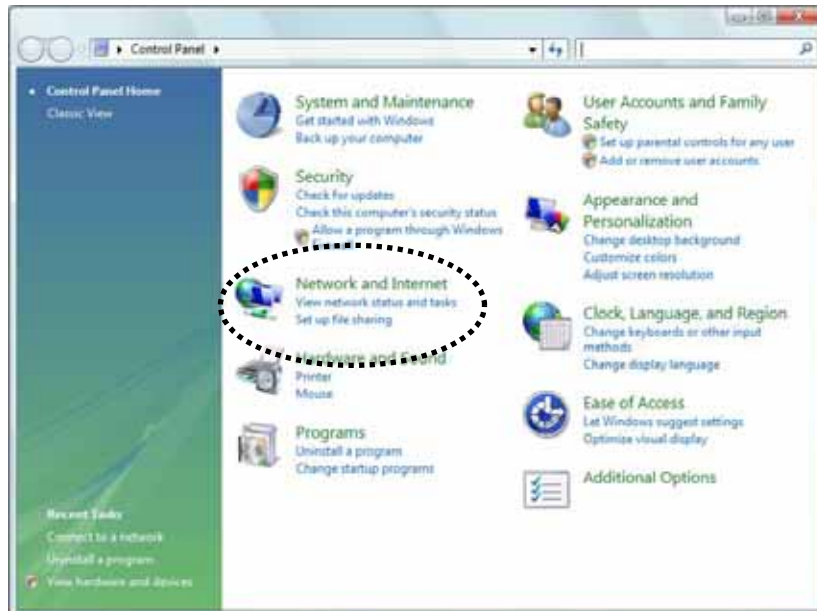 Control Panel
Control Panel Home
Classic View
System and Maintenance
Get started with Windows
Back up your computer
Security
Check for updates
Check this computer's security status
Allow a program through Windows
Network and Internet
View network status and tasks
Set up file sharing
Hardware and Sound
Printer
Mouse
Programs
Uninstall a program
Change startup programs
User Accounts and Family
Safety
Set up parental controls for any user
Add or remove user accounts
Appearance and
Personalization
Change desktop background
Customize colors
Adjust screen resolution
Clock, Language, and Region
Change keyboards or other input
methods
Change display language
Ease of Access
Let Windows suggest settings
Optimize visual display
Additional Options
Recent Tasks
Connect to a network
Uninstall a program
View hardware and devices